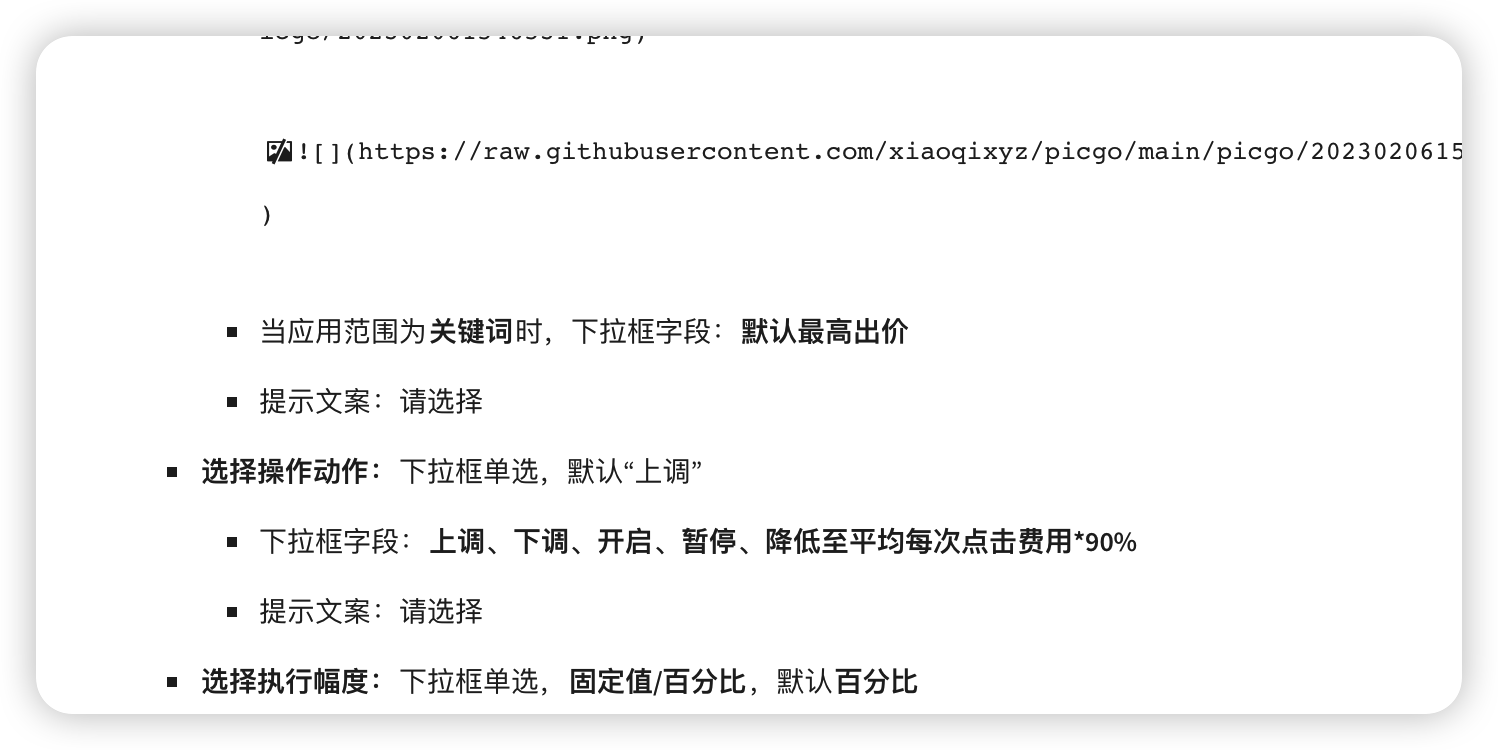 ![](https://raw.githubusercontent.com/xiaoqixyz/picgo/main/picgo/2023020615
)
当应用范围为关键词时，下拉框字段：默认最高出价
提示文案：请选择
选择操作动作：下拉框单选，默认“上调”
下拉框字段：上调、下调、开启、暂停、降低至平均每次点击费用*90%
提示文案：请选择
选择执行幅度：下拉框单选，固定值/百分比，默认百分比